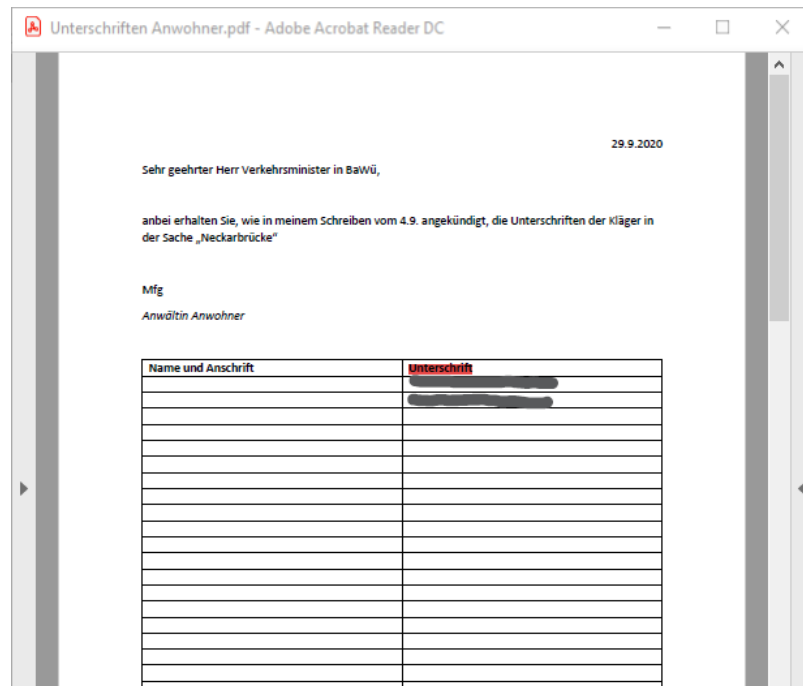 Unterschriften Anwohner.pdf - Adobe Acrobat Reader DC
29.9.2020
Sehr geehrter Herr Verkehrsminister in BaWü,
anbei erhalten Sie, wie in meinem Schreiben vom 4.9. angekündigt, die Unterschriften der Kläger in
der Sache „Neckarbrücke“
Mfg
Anwältin Anwohner
Name und Anschrift Unterschrift